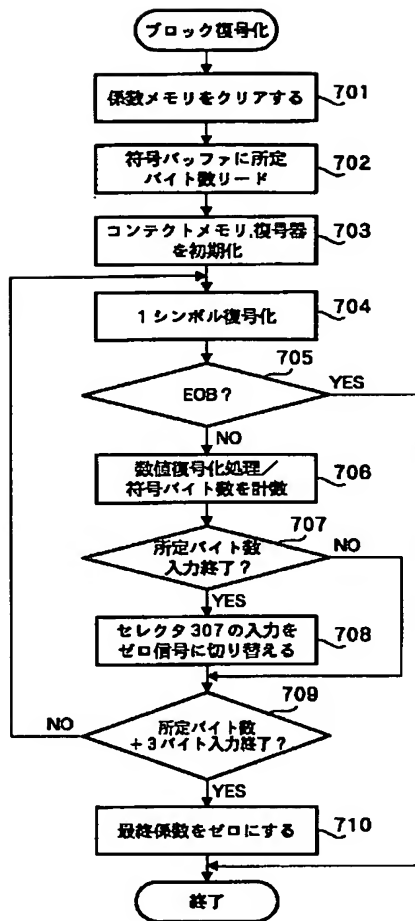 ブロック復号化
係数メモリをクリアする
701
符号バッファに所定
バイト数リード
702
コンテクトメモリ,復号器
を初期化
703
1シンボル復号化
704
705
EOB?
YES
NO
数値復号化処理/
符号バイト数を計数
706
707
所定バイト数
入力終了?
NO
YES
セレクタ307の入力を
ゼロ信号に切り替える
708
709
NO
所定バイト数
+3バイト入力終了?
YES
最終係数をゼロにする
710
終了